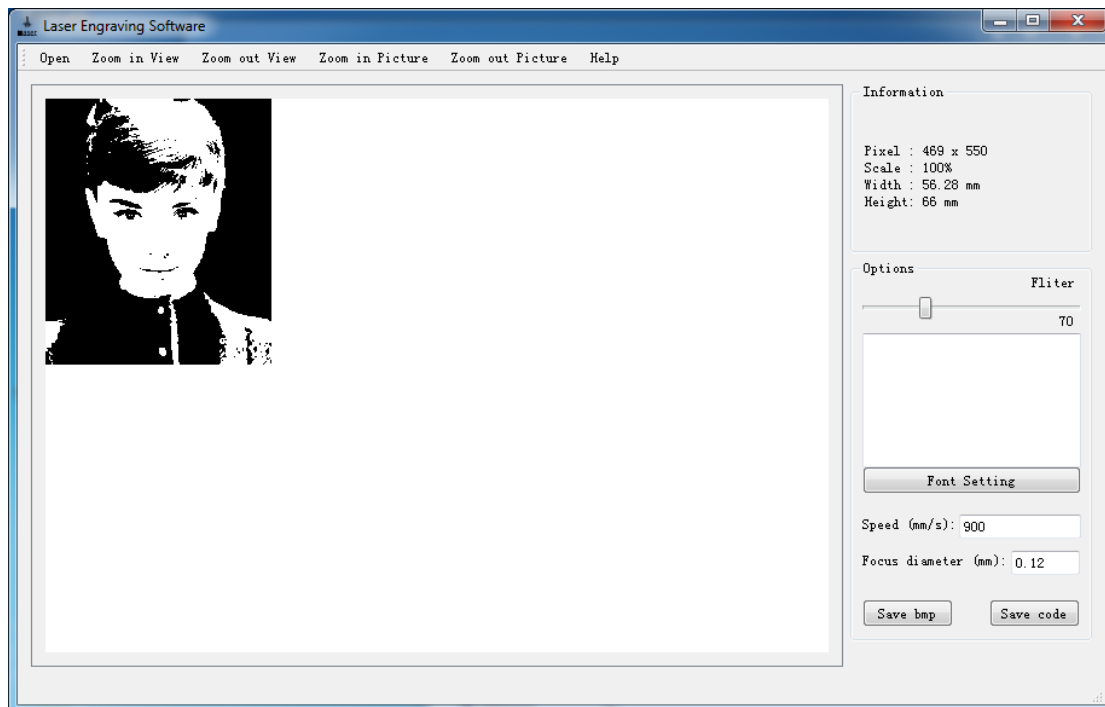 Laser Engraving Software
Open Zoom in View Zoom out View Zoom in Picture Zoom out Picture Help
Information
Pixel : 469 x 550
Scale : 100%
Width : 56.28 mm
Height: 66 mm
Options
Fliter
70
Font Setting
Speed (mm/s): 900
Focus diameter (mm): 0.12
Save bmp Save code